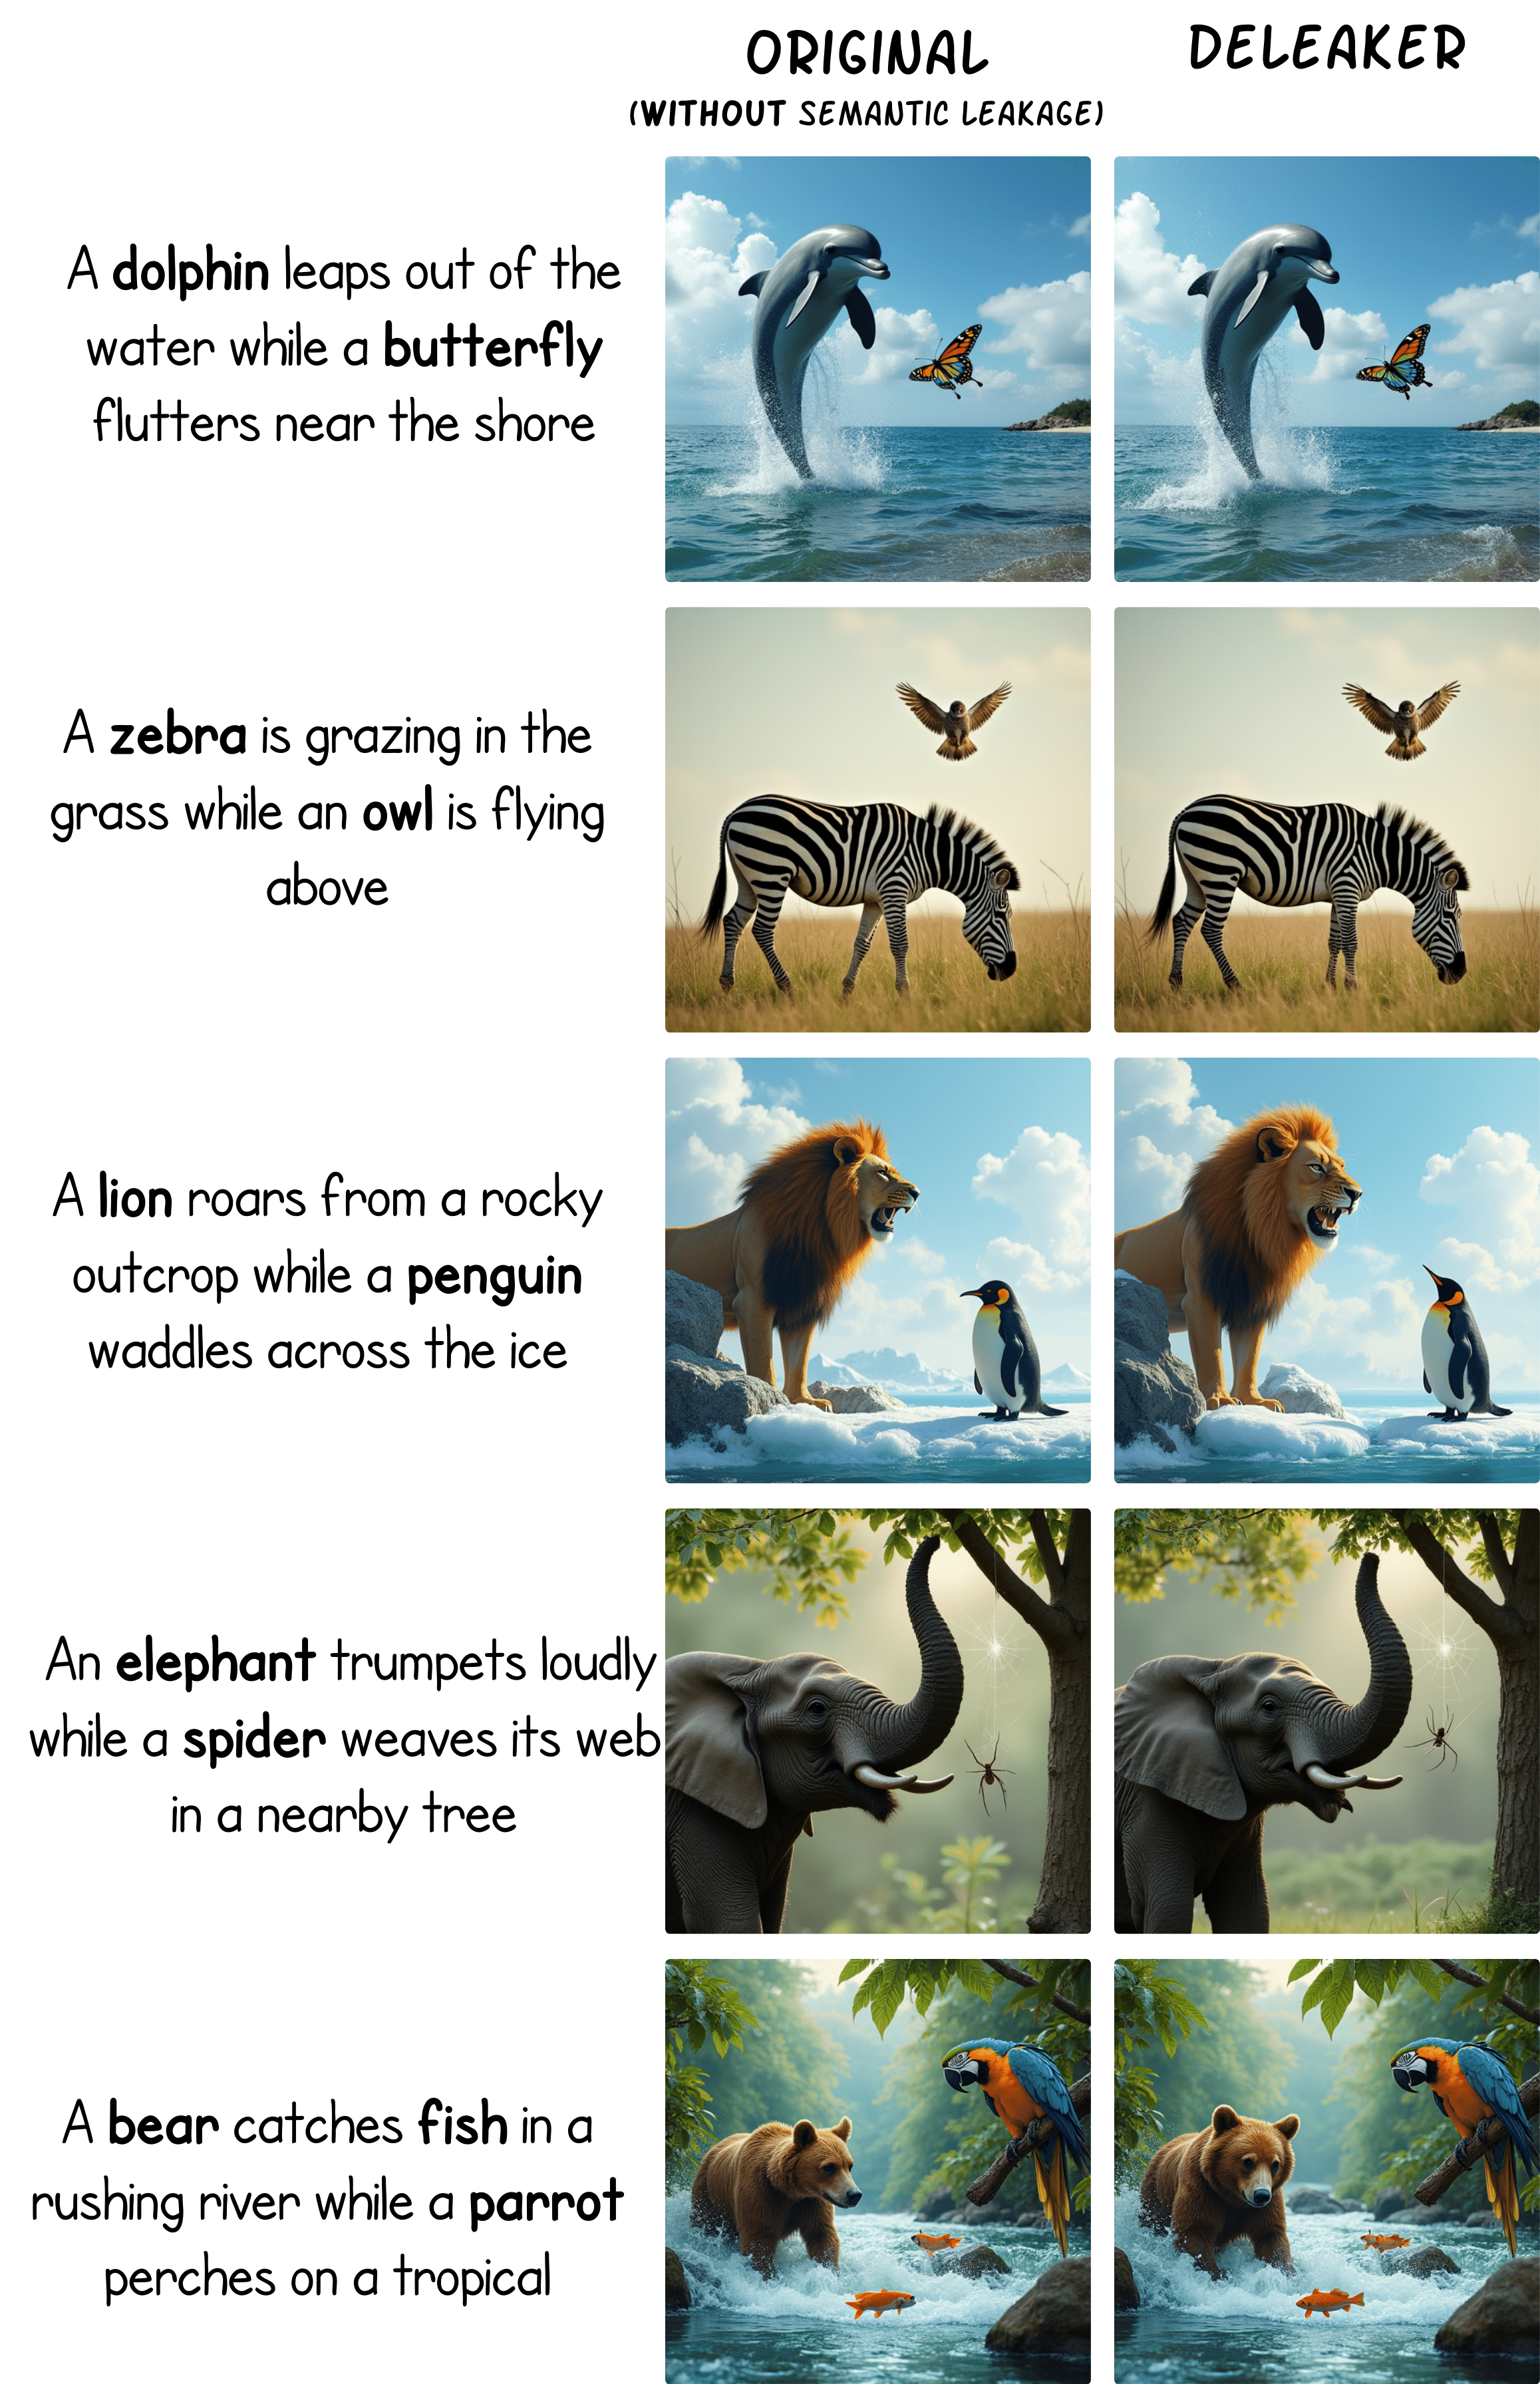 ORIGINAL
(WITHOUT SEMANTIC LEAKAGE)
DELEAKER
A dolphin leaps out of the
water while a butterfly
flutters near the shore
A zebra is grazing in the
grass while an owl is flying
above
A lion roars from a rocky
outcrop while a penguin
waddles across the ice
An elephant trumpets loudly
while a spider weaves its web
in a nearby tree
A bear catches fish in a
rushing river while a parrot
perches on a tropical